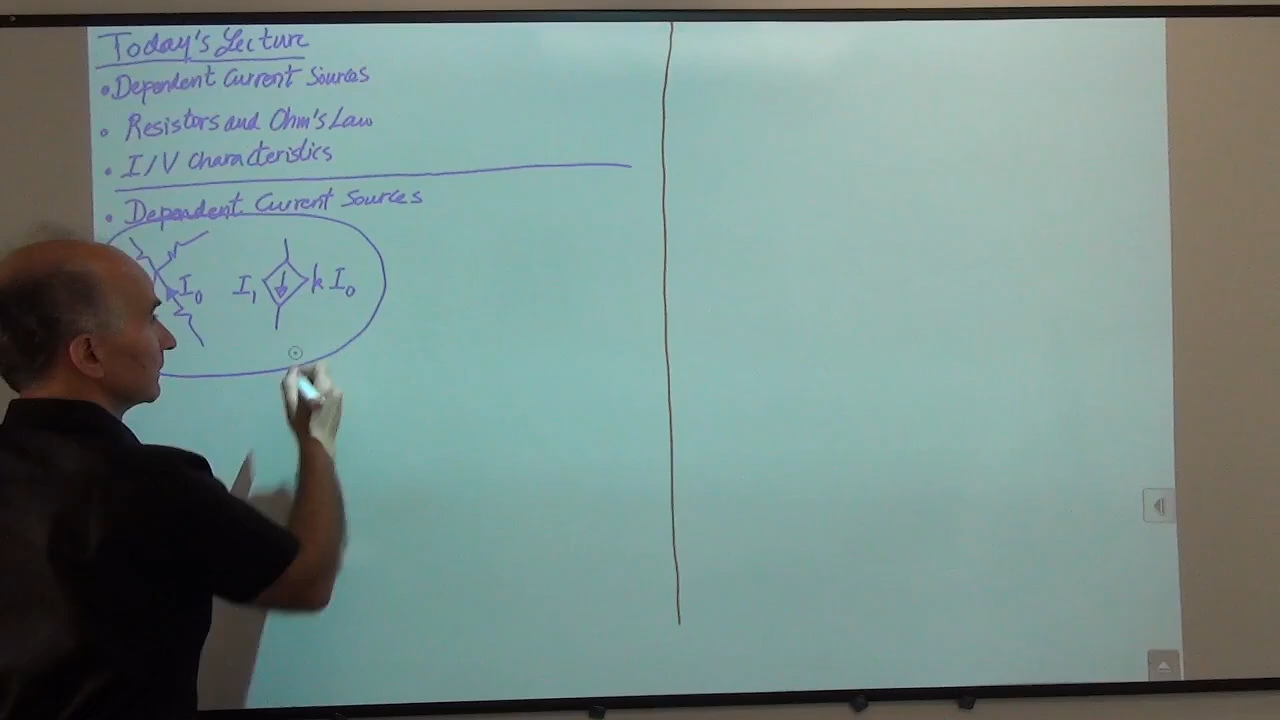 Today's Lecture
• Dependent Current Sources
• Resistors and Ohm's Law
• I/V Characteristics
• Dependent Current Sources
I₀ I₁ k I₀